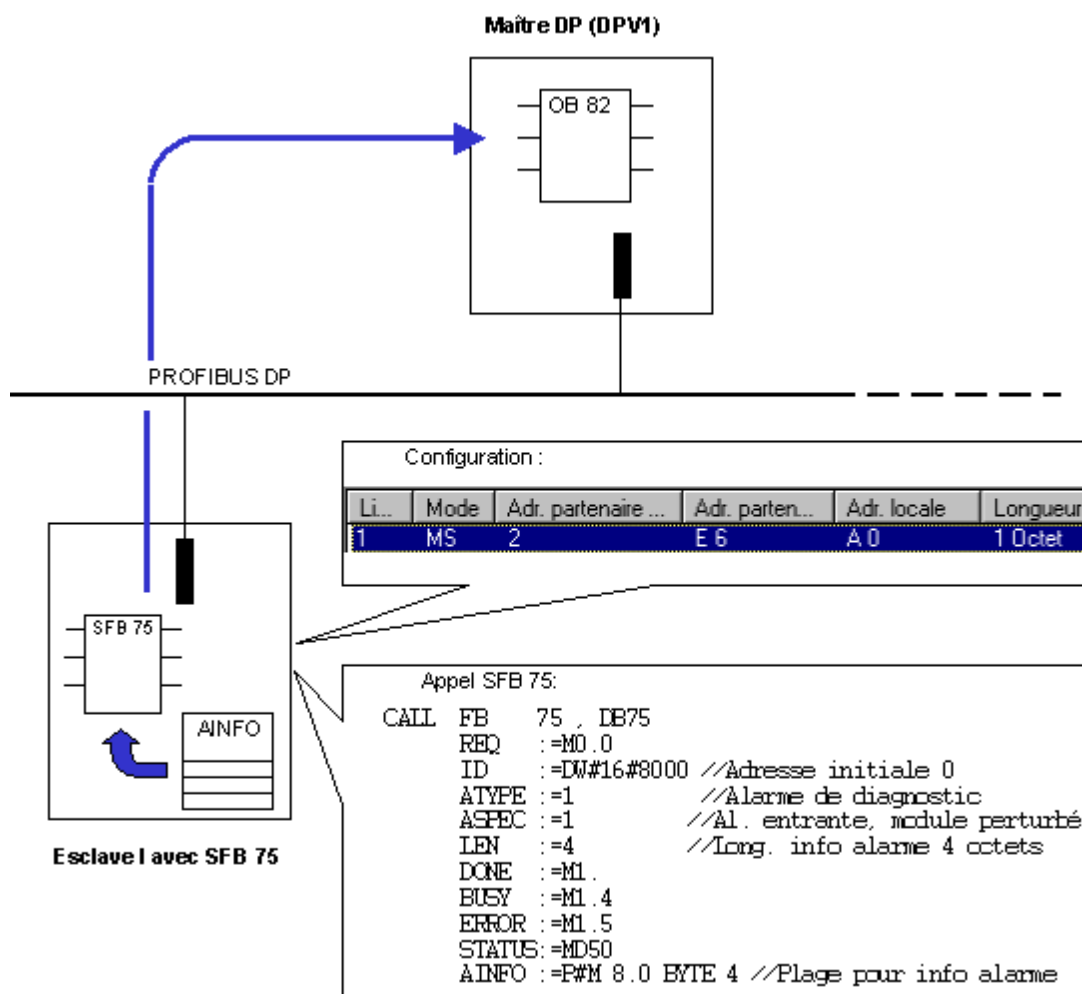 Maître DP (DPV1)
OB 82
PROFIBUS DP
Configuration :
Li... Mode Adr. partenaire ... Adr. parten... Adr. locale Longueur
1 MS 2 E 6 A 0 1 Octet
SFB 75
AINFO
Esclave I avec SFB 75
Appel SFB 75:
CALL FB 75 , DB75
REQ :=M0.0
ID :=DW#16#8000 //Adresse initiale 0
ATYPE :=1 //Alarme de diagnostic
ASPEC :=1 //Al. entrante, module perturbé
LEN :=4 //Long. info alarme 4 octets
DONE :=M1.
BUSY :=M1.4
ERROR :=M1.5
STATUS:=MD50
AINFO :=P#M 8.0 BYTE 4 //Plage pour info alarme